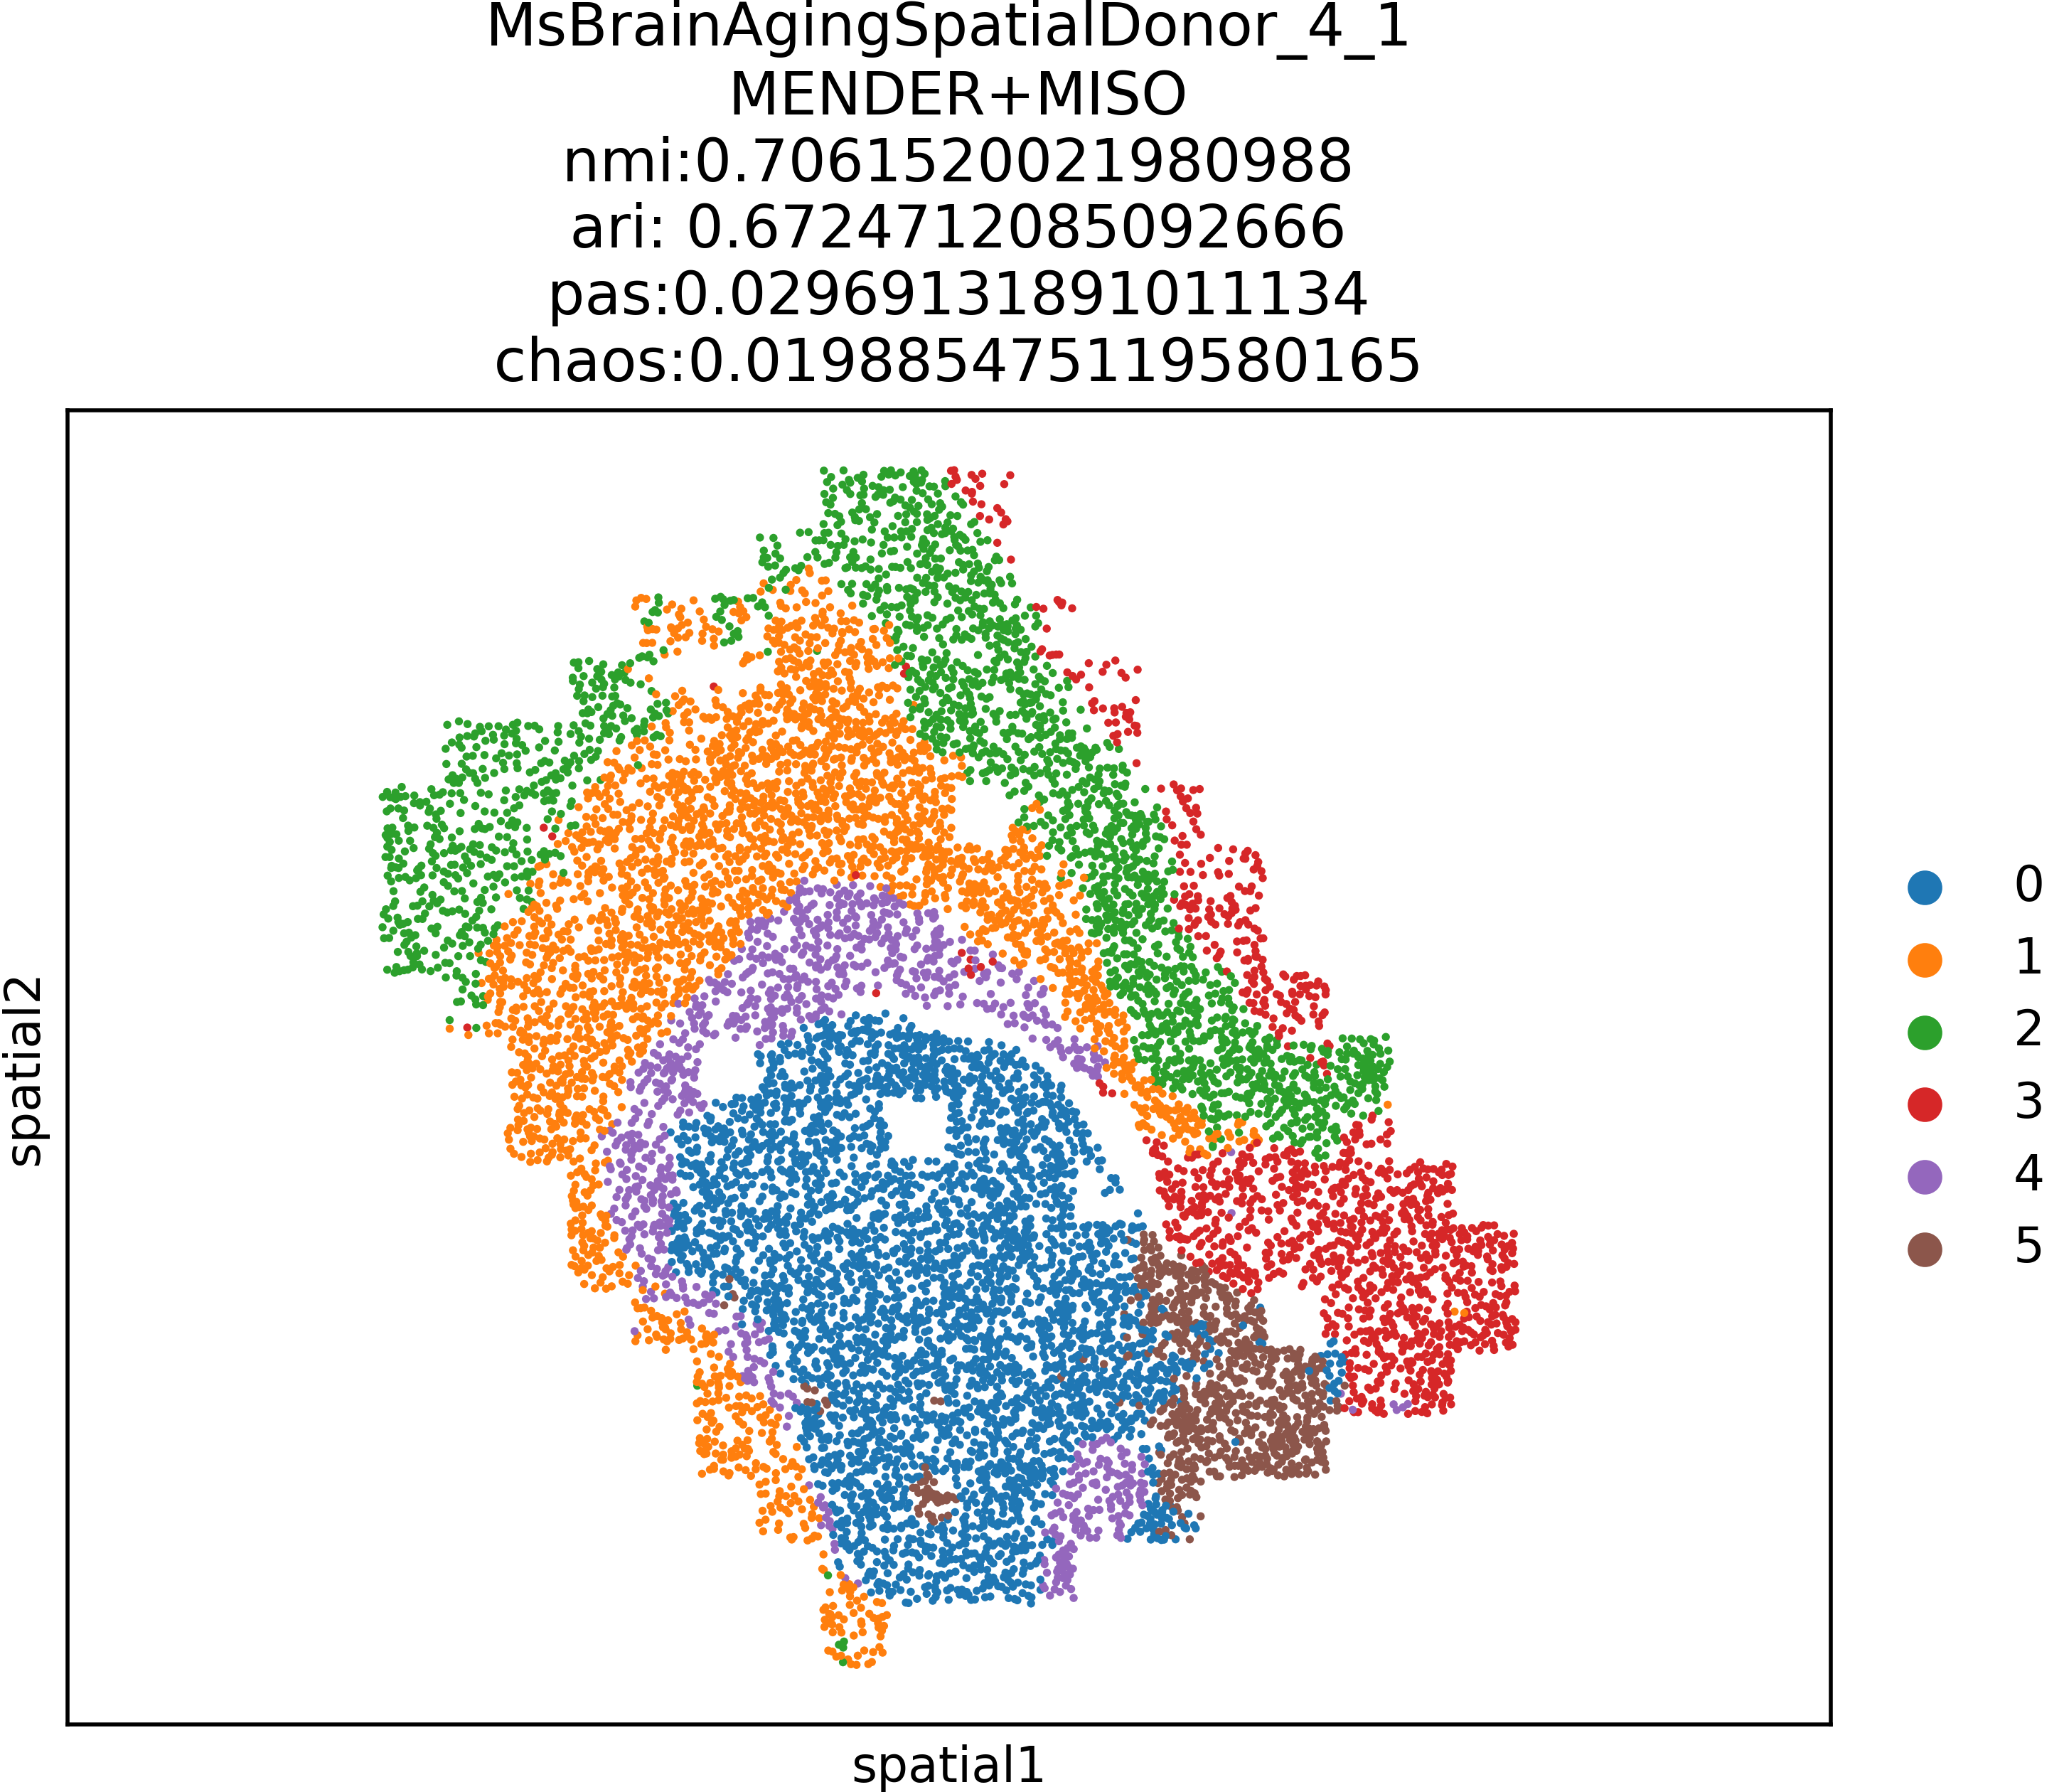 MsBrainAgingSpatialDonor_4_1
MENDER+MISO
nmi:0.7061520021980988
ari: 0.6724712085092666
pas:0.02969131891011134
chaos:0.019885475119580165
spatial2
0
1
2
3
4
5
spatial1